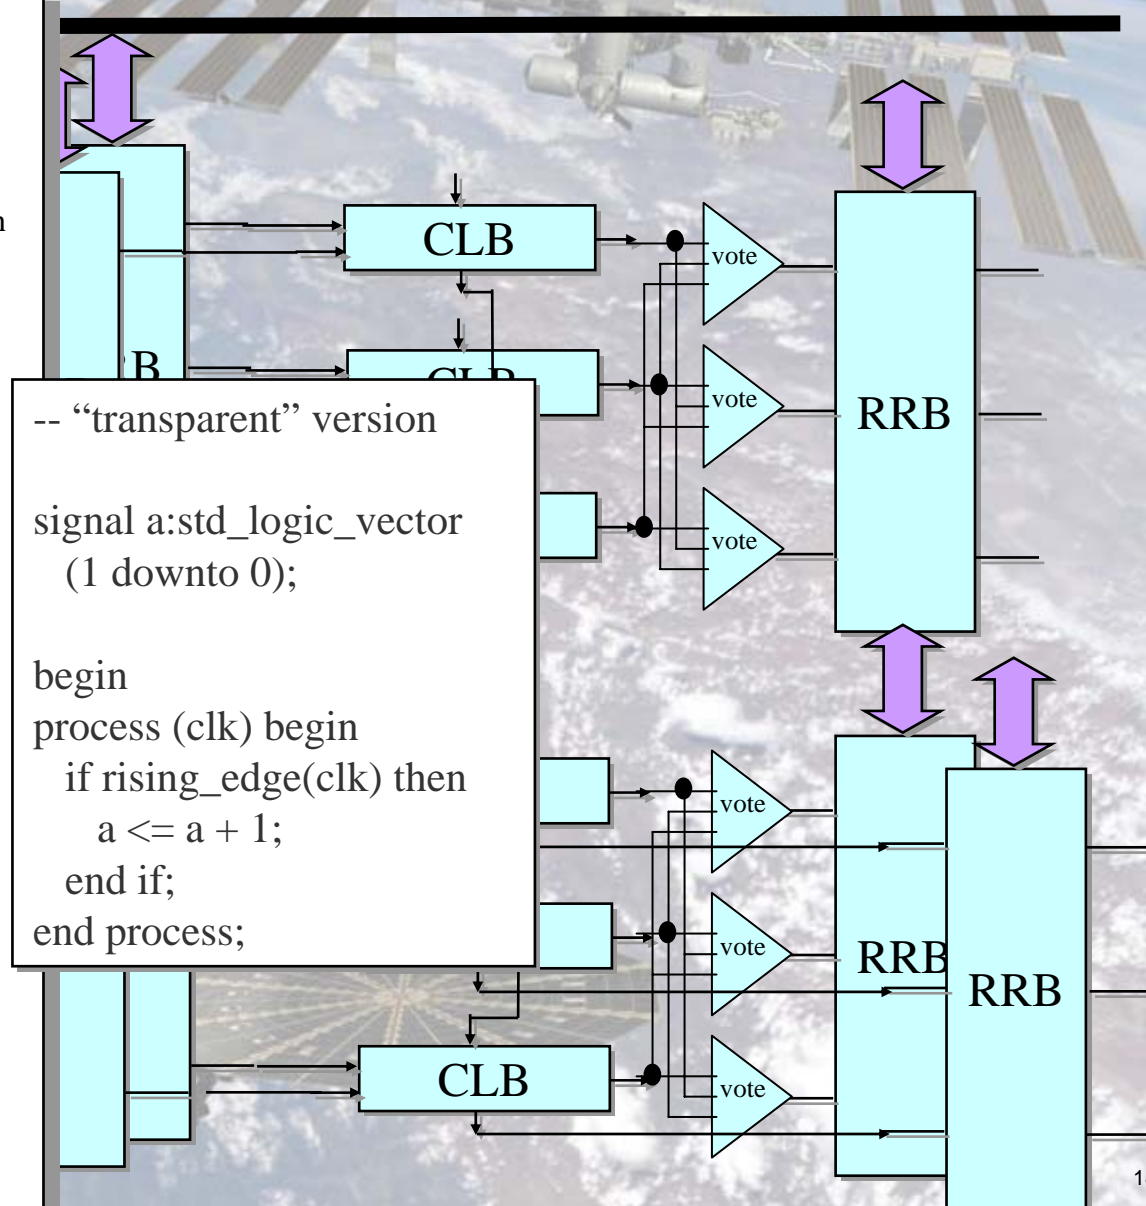 CLB
vote
CLB
vote
RRB
-- “transparent” version
signal a:std_logic_vector
(1 downto 0);
vote
begin
process (clk) begin
if rising_edge(clk) then
a <= a + 1;
end if;
end process;
vote
vote
RRB
RRB
CLB
vote